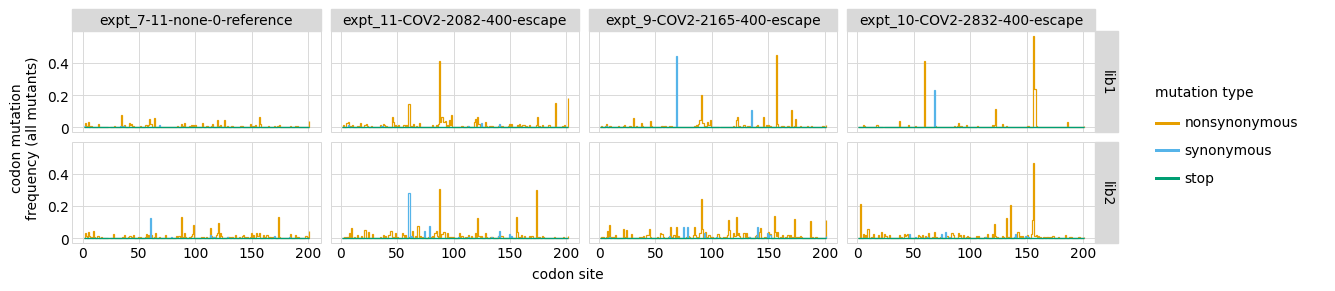 expt_7-11-none-0-reference expt_11-COV2-2082-400-escape expt_9-COV2-2165-400-escape expt_10-COV2-2832-400-escape
codon mutation
frequency (all mutants)
0.4
0.2
0
lib1
0.4
0.2
0
lib2
0 50 100 150 200 0 50 100 150 200 0 50 100 150 200 0 50 100 150 200
codon site
mutation type
nonsynonymous
synonymous
stop